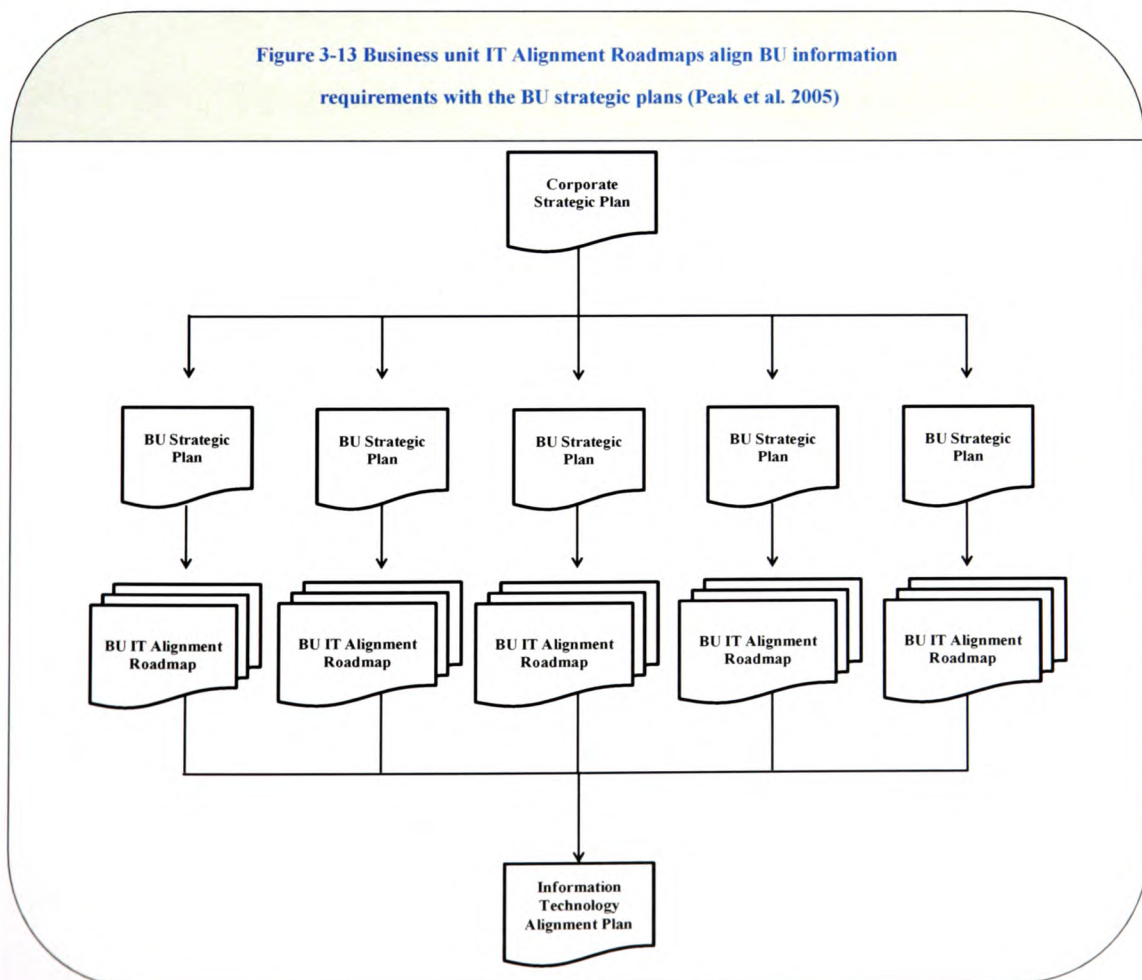 Figure 3-13 Business unit IT Alignment Roadmaps align BU information
requirements with the BU strategic plans (Peak et al. 2005)
Corporate
Strategic Plan
BU Strategic
Plan
BU Strategic
Plan
BU Strategic
Plan
BU Strategic
Plan
BU Strategic
Plan
BU IT Alignment
Roadmap
BU IT Alignment
Roadmap
BU IT Alignment
Roadmap
BU IT Alignment
Roadmap
BU IT Alignment
Roadmap
Information
Technology
Alignment Plan